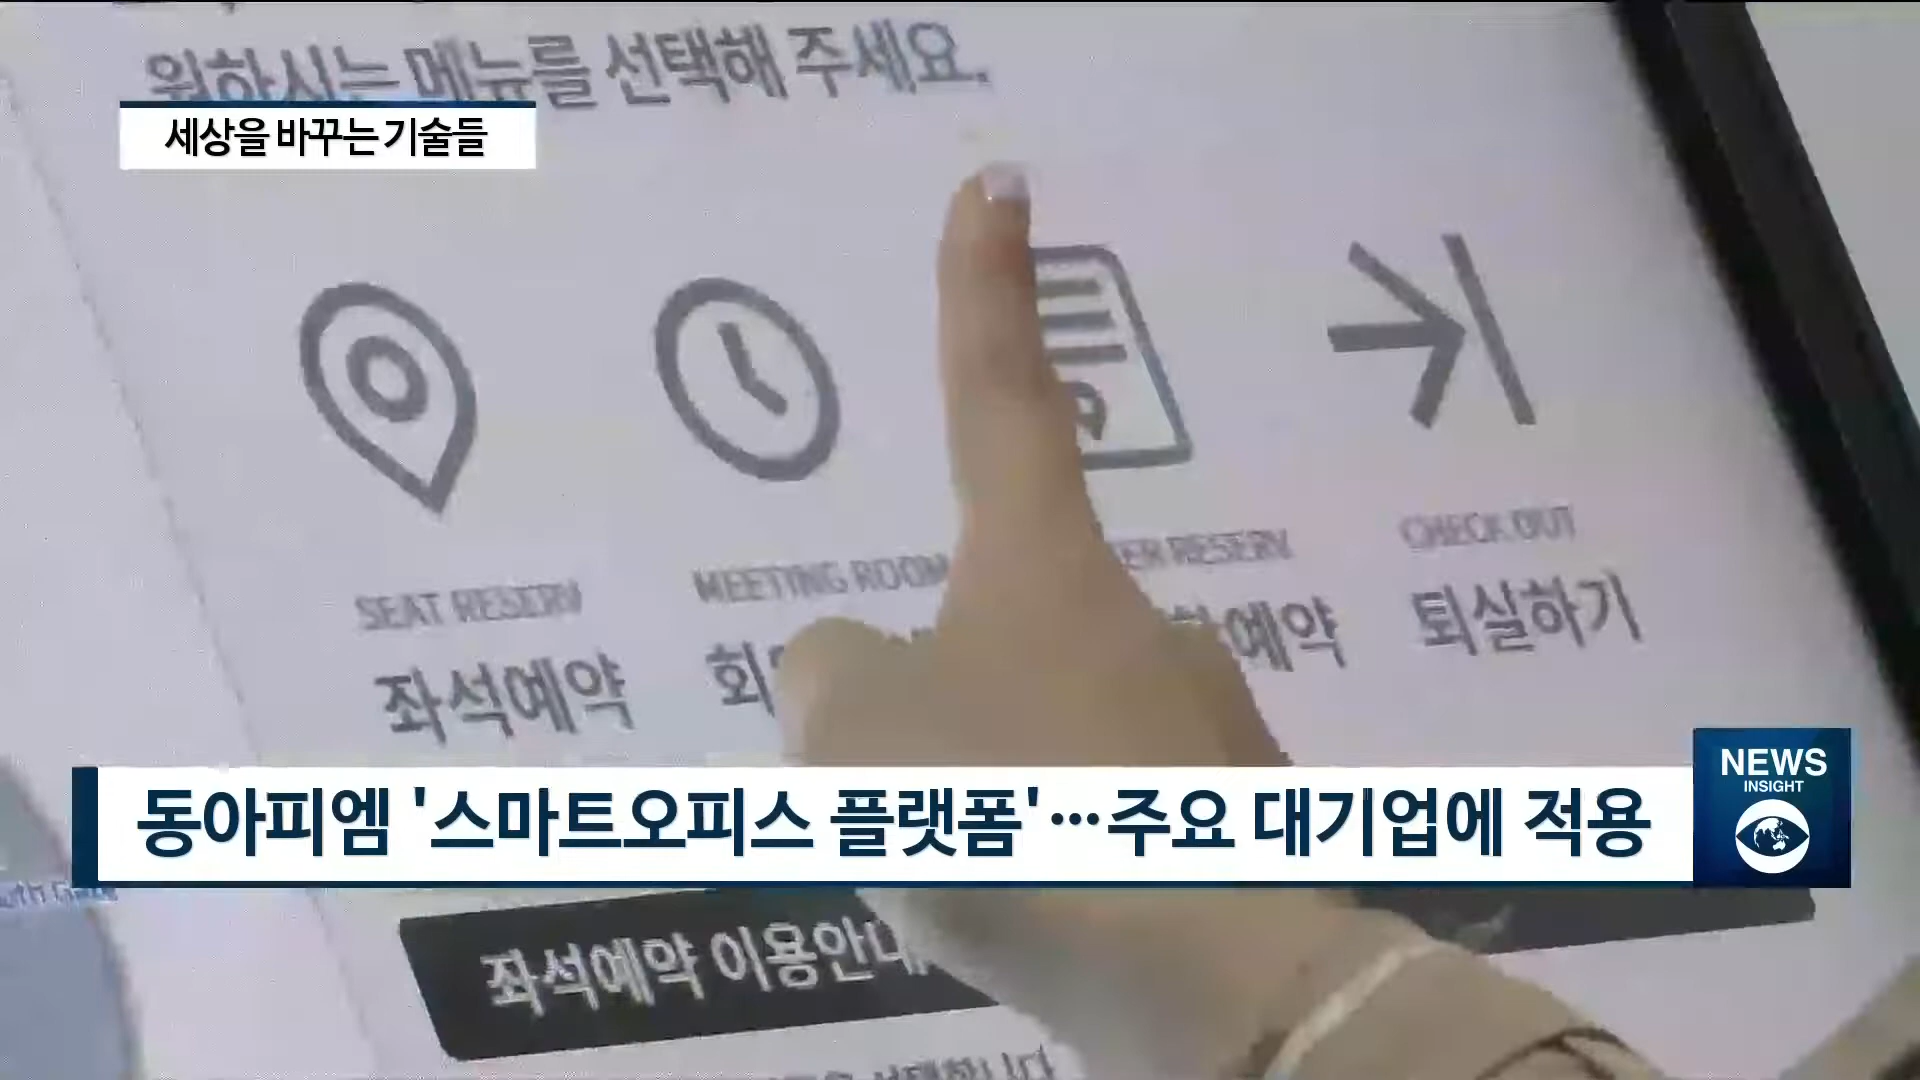 원하시는 메뉴를 선택해 주세요.
세상을 바꾸는 기술들
SEAT RESERV
MEETING ROOM
RESERV
CHECK OUT
좌석예약
예약
퇴실하기
NEWS
INSIGHT
동아피엠 '스마트오피스 플랫폼'…주요 대기업에 적용
좌석예약 이용안내